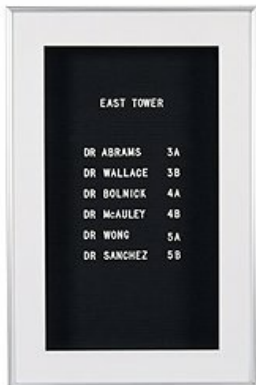 EAST TOWER
DR ABRAMS 3A
DR WALLACE 3B
DR BOLNICK 4A
DR McAULEY 4B
DR WONG 5A
DR SANCHEZ 5B